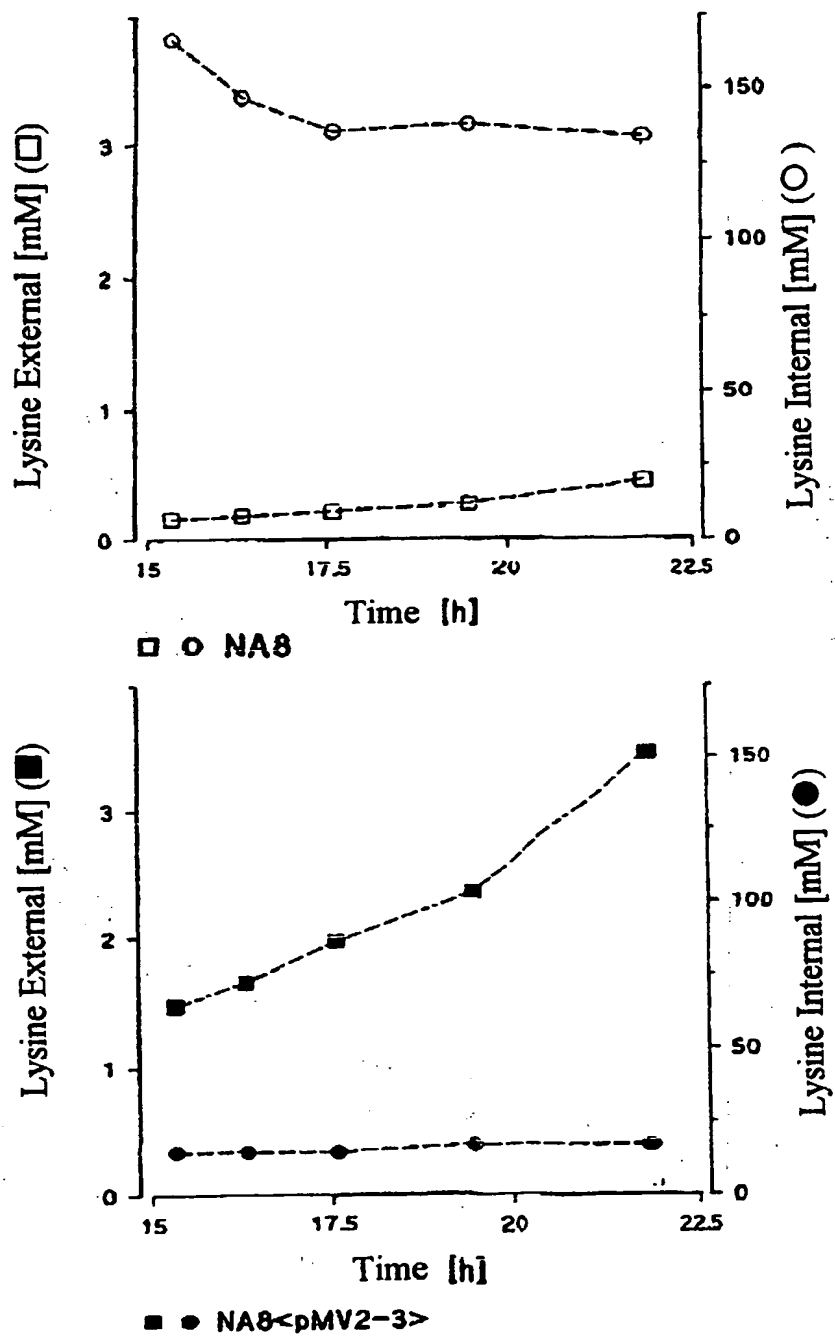 Lysine External [mM] (□)
3
2
1
0
150
100
50
0
Lysine Internal [mM] (○)
15 17.5 20 22.5
Time [h]
□ ○ NA8
Lysine External [mM] (■)
3
2
1
0
150
100
50
0
Lysine Internal [mM] (●)
15 17.5 20 22.5
Time [h]
■ ● NA8<pMV2-3>